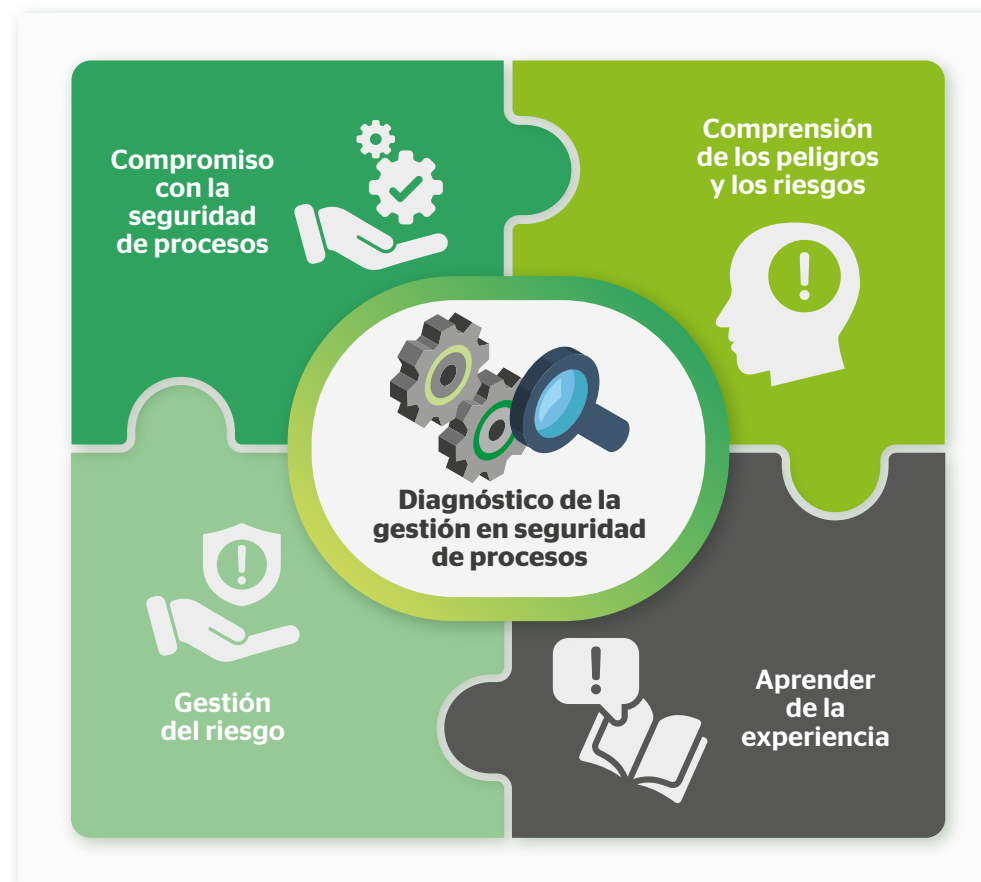 Compromiso
con la
seguridad
de procesos
Comprensión
de los peligros
y los riesgos
Diagnóstico de la
gestión en seguridad
de procesos
Gestión
del riesgo
Aprender
de la
experiencia